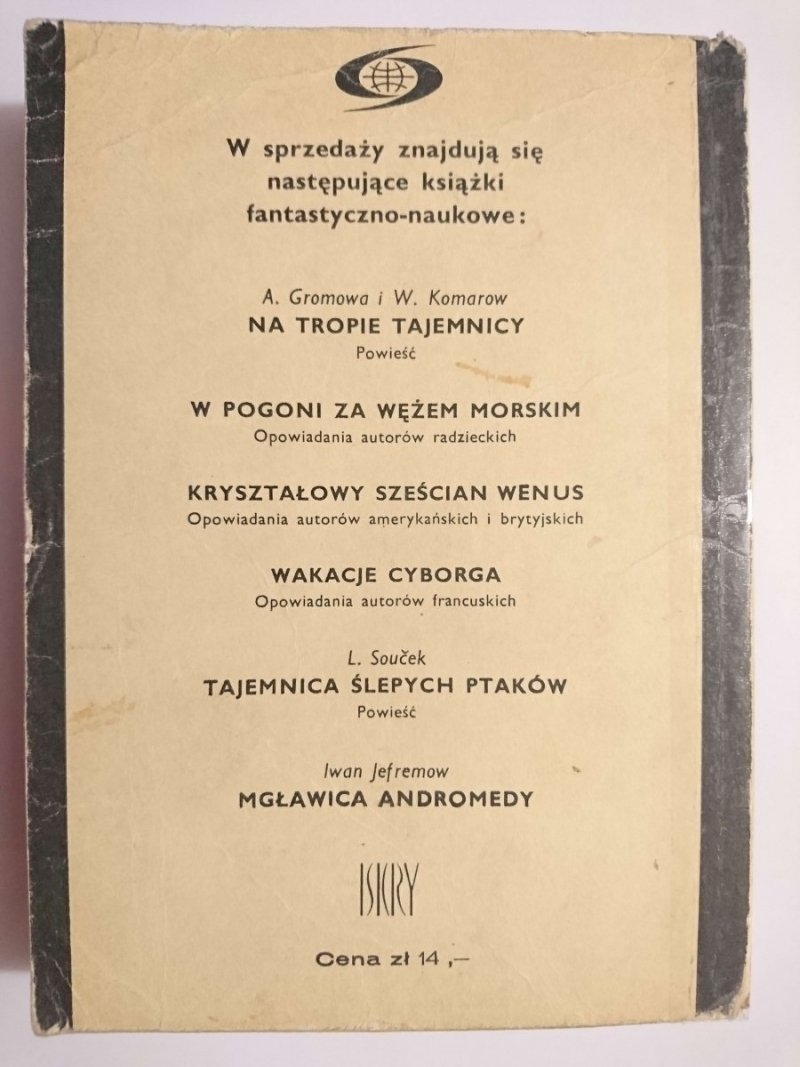 W sprzedaży znajdują się
następujące książki
fantastyczno-naukowe:
A. Gromowa i W. Komarow
NA TROPIE TAJEMNICY
Powieść
W POGONI ZA WĘŻEM MORSKIM
Opowiadania autorów radzieckich
KRYSZTAŁOWY SZEŚCIAN WENUS
Opowiadania autorów amerykańskich i brytyjskich
WAKACJE CYBORGA
Opowiadania autorów francuskich
L. Souček
TAJEMNICA ŚLEPYCH PTAKÓW
Powieść
Iwan Jefremow
MGŁAWICA ANDROMEDY
ISKRY
Cena zł 14,—